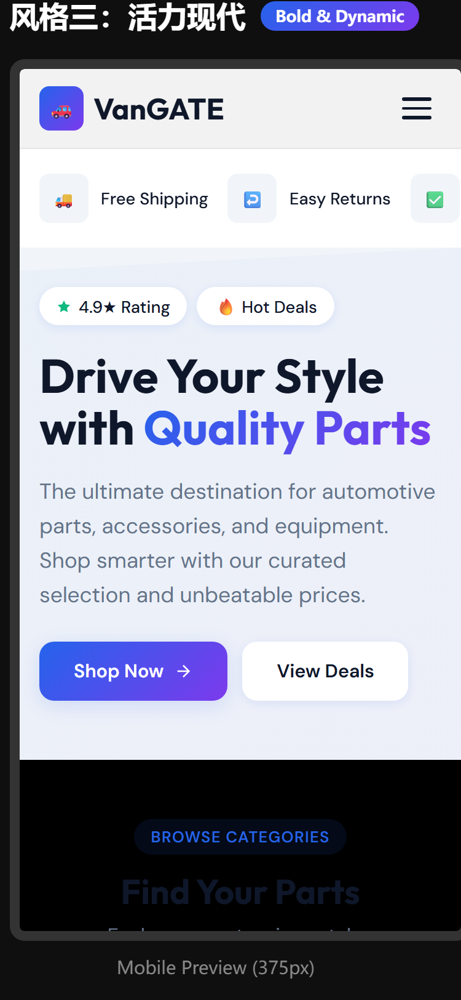 风格三：活力现代 Bold & Dynamic
VanGATE
Free Shipping Easy Returns
4.9★ Rating Hot Deals
Drive Your Style
with Quality Parts
The ultimate destination for automotive
parts, accessories, and equipment.
Shop smarter with our curated
selection and unbeatable prices.
Shop Now → View Deals
BROWSE CATEGORIES
Find Your Parts
Mobile Preview (375px)